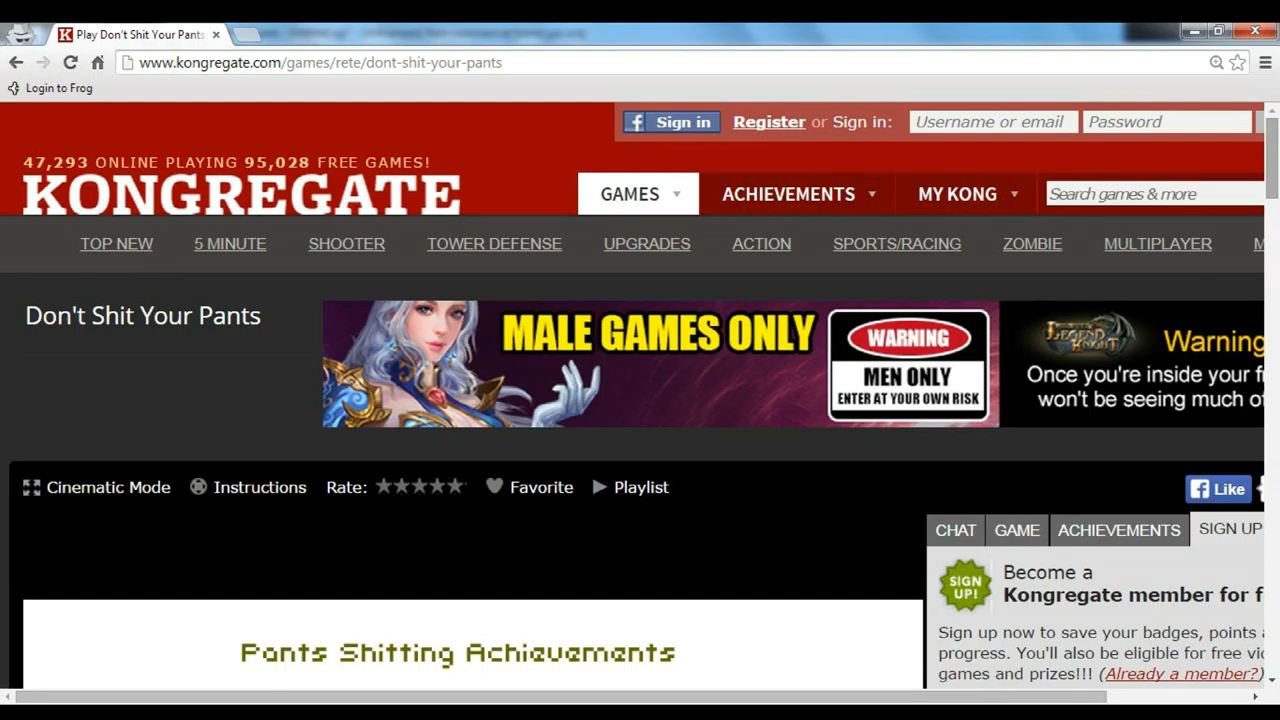 Play Don't Shit Your Pants
www.kongregate.com/games/rete/dont-shit-your-pants
Login to Frog
Sign in
Register or Sign in:
Username or email
Password
47,293 ONLINE PLAYING 95,028 FREE GAMES!
KONGREGATE
GAMES
ACHIEVEMENTS
MY KONG
Search games & more
TOP NEW
5 MINUTE
SHOOTER
TOWER DEFENSE
UPGRADES
ACTION
SPORTS/RACING
ZOMBIE
MULTIPLAYER
M
Don't Shit Your Pants
MALE GAMES ONLY
WARNING
MEN ONLY
ENTER AT YOUR OWN RISK
LEGEND KNIGHT
Warning
Once you're inside your f
won't be seeing much of
Cinematic Mode
Instructions
Rate:
Favorite
Playlist
Like
CHAT
GAME
ACHIEVEMENTS
SIGN UP
SIGN UP!
Become a
Kongregate member for f
Sign up now to save your badges, points a
progress. You'll also be eligible for free vi
games and prizes!!! (Already a member?)
Pants Shitting Achievements